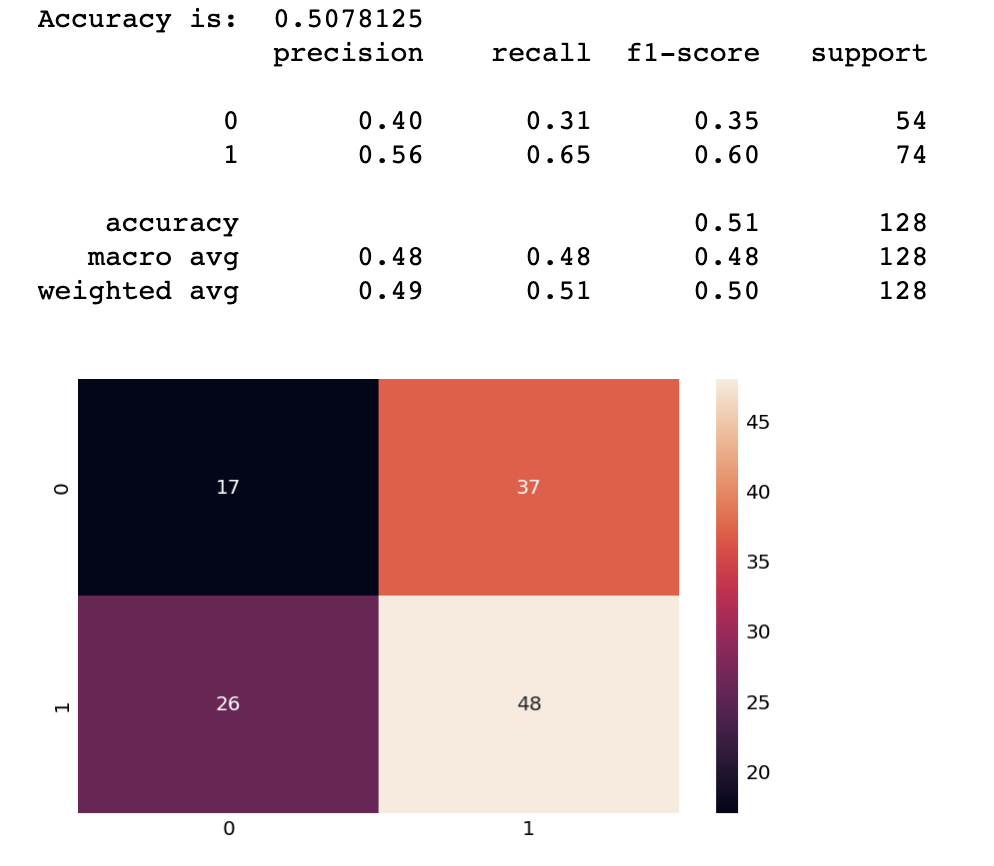 Accuracy is: 0.5078125
precision recall f1-score support
0 0.40 0.31 0.35 54
1 0.56 0.65 0.60 74
accuracy 0.51 128
macro avg 0.48 0.48 0.48 128
weighted avg 0.49 0.51 0.50 128
45
40
35
30
25
20
0
17
37
1
26
48
0
1